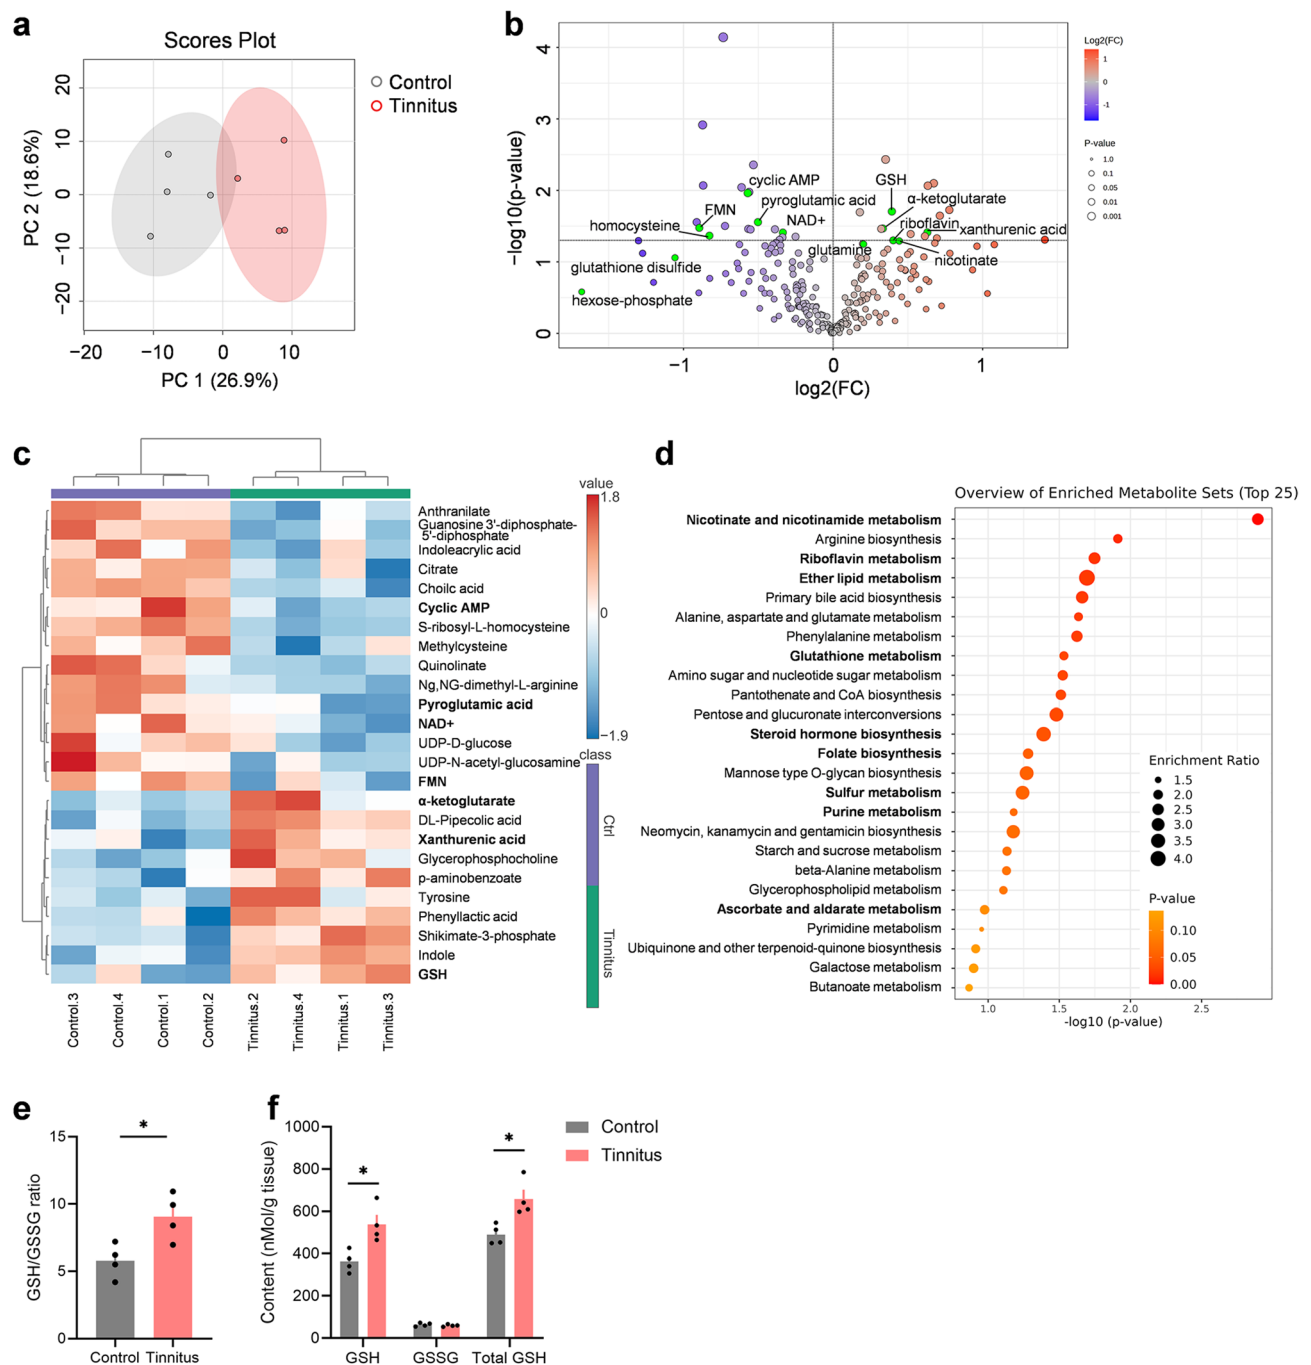 a
Scores Plot
PC 2 (18.6%)
20
10
0
−10
−20
−20
−10
0
10
PC 1 (26.9%)
Control
Tinnitus
b
−log10(p-value)
4
3
2
1
0
−1
0
1
log2(FC)
cyclic AMP
GSH
pyroglutamic acid
α-ketoglutarate
FMN
NAD+
riboflavin
xanthurenic acid
homocysteine
glutamine
nicotinate
glutathione disulfide
hexose-phosphate
Log2(FC)
1
0
-1
P-value
1.0
0.1
0.05
0.01
0.001
c
Anthranilate
Guanosine 3'-diphosphate-
5'-diphosphate
Indoleacrylic acid
Citrate
Choilc acid
Cyclic AMP
S-ribosyl-L-homocysteine
Methylcysteine
Quinolinate
Ng,NG-dimethyl-L-arginine
Pyroglutamic acid
NAD+
UDP-D-glucose
UDP-N-acetyl-glucosamine
FMN
α-ketoglutarate
DL-Pipecolic acid
Xanthurenic acid
Glycerophosphocholine
p-aminobenzoate
Tyrosine
Phenyllactic acid
Shikimate-3-phosphate
Indole
GSH
Control.3
Control.4
Control.1
Control.2
Tinnitus.2
Tinnitus.4
Tinnitus.1
Tinnitus.3
value
1.8
0
−1.9
class
Ctrl
Tinnitus
d
Overview of Enriched Metabolite Sets (Top 25)
Nicotinate and nicotinamide metabolism
Arginine biosynthesis
Riboflavin metabolism
Ether lipid metabolism
Primary bile acid biosynthesis
Alanine, aspartate and glutamate metabolism
Phenylalanine metabolism
Glutathione metabolism
Amino sugar and nucleotide sugar metabolism
Pantothenate and CoA biosynthesis
Pentose and glucuronate interconversions
Steroid hormone biosynthesis
Folate biosynthesis
Mannose type O-glycan biosynthesis
Sulfur metabolism
Purine metabolism
Neomycin, kanamycin and gentamicin biosynthesis
Starch and sucrose metabolism
beta-Alanine metabolism
Glycerophospholipid metabolism
Ascorbate and aldarate metabolism
Pyrimidine metabolism
Ubiquinone and other terpenoid-quinone biosynthesis
Galactose metabolism
Butanoate metabolism
1.0
1.5
2.0
2.5
-log10 (p-value)
Enrichment Ratio
1.5
2.0
2.5
3.0
3.5
4.0
P-value
0.10
0.05
0.00
e
GSH/GSSG ratio
15
10
5
0
*
Control
Tinnitus
f
Content (nMol/g tissue)
1000
800
600
400
200
0
*
*
GSH
GSSG
Total GSH
Control
Tinnitus